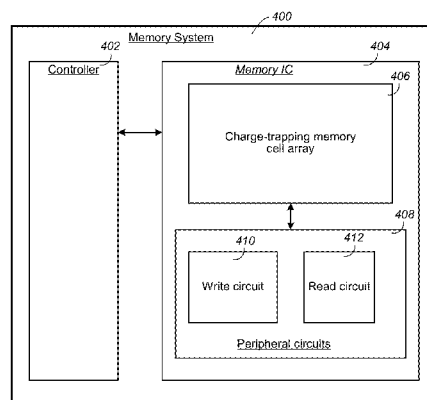 400
Memory System
402
Controller
404
Memory IC
406
Charge-trapping memory
cell array
408
410
Write circuit
412
Read circuit
Peripheral circuits